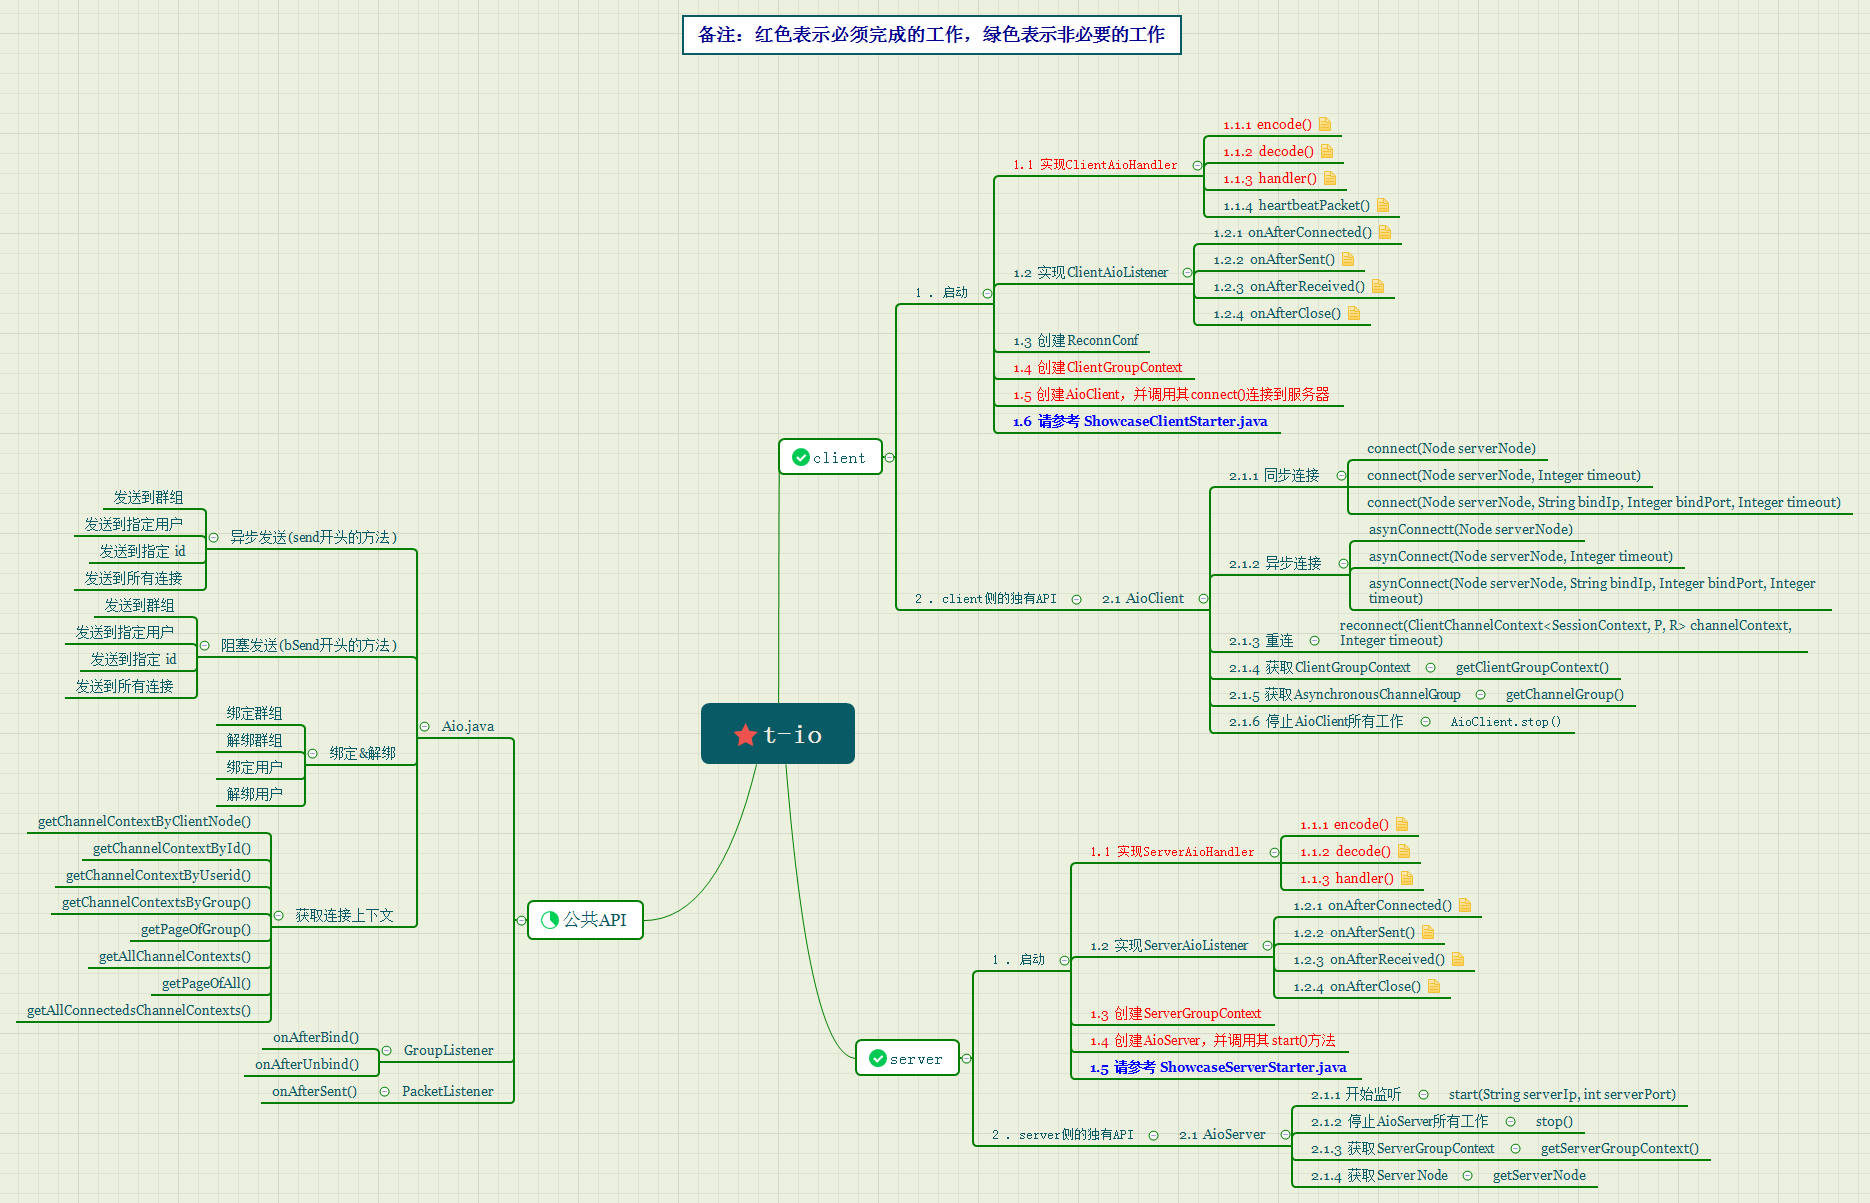 备注：红色表示必须完成的工作，绿色表示非必要的工作
t-io
client
1 . 启动
1.1 实现ClientAioHandler
1.1.1 encode()
1.1.2 decode()
1.1.3 handler()
1.1.4 heartbeatPacket()
1.2 实现ClientAioListener
1.2.1 onAfterConnected()
1.2.2 onAfterSent()
1.2.3 onAfterReceived()
1.2.4 onAfterClose()
1.3 创建ReconnConf
1.4 创建ClientGroupContext
1.5 创建AioClient，并调用其connect()连接到服务器
1.6 请参考 ShowcaseClientStarter.java
2 . client侧的独有API
2.1 AioClient
2.1.1 同步连接
connect(Node serverNode)
connect(Node serverNode, Integer timeout)
connect(Node serverNode, String bindIp, Integer bindPort, Integer timeout)
2.1.2 异步连接
asynConnectt(Node serverNode)
asynConnect(Node serverNode, Integer timeout)
asynConnect(Node serverNode, String bindIp, Integer bindPort, Integer
timeout)
2.1.3 重连
reconnect(ClientChannelContext<SessionContext, P, R> channelContext,
Integer timeout)
2.1.4 获取ClientGroupContext
getClientGroupContext()
2.1.5 获取AsynchronousChannelGroup
getChannelGroup()
2.1.6 停止AioClient所有工作
AioClient.stop()
server
1 . 启动
1.1 实现ServerAioHandler
1.1.1 encode()
1.1.2 decode()
1.1.3 handler()
1.2 实现ServerAioListener
1.2.1 onAfterConnected()
1.2.2 onAfterSent()
1.2.3 onAfterReceived()
1.2.4 onAfterClose()
1.3 创建ServerGroupContext
1.4 创建AioServer，并调用其start()方法
1.5 请参考 ShowcaseServerStarter.java
2 . server侧的独有API
2.1 AioServer
2.1.1 开始监听
start(String serverIp, int serverPort)
2.1.2 停止AioServer所有工作
stop()
2.1.3 获取ServerGroupContext
getServerGroupContext()
2.1.4 获取Server Node
getServerNode
公共API
Aio.java
异步发送(send开头的方法)
发送到群组
发送到指定用户
发送到指定 id
发送到所有连接
阻塞发送(bSend开头的方法)
发送到群组
发送到指定用户
发送到指定 id
发送到所有连接
绑定&解绑
绑定群组
解绑群组
绑定用户
解绑用户
获取连接上下文
getChannelContextByClientNode()
getChannelContextById()
getChannelContextByUserid()
getChannelContextsByGroup()
getPageOfGroup()
getAllChannelContexts()
getPageOfAll()
getAllConnectedsChannelContexts()
GroupListener
onAfterBind()
onAfterUnbind()
PacketListener
onAfterSent()